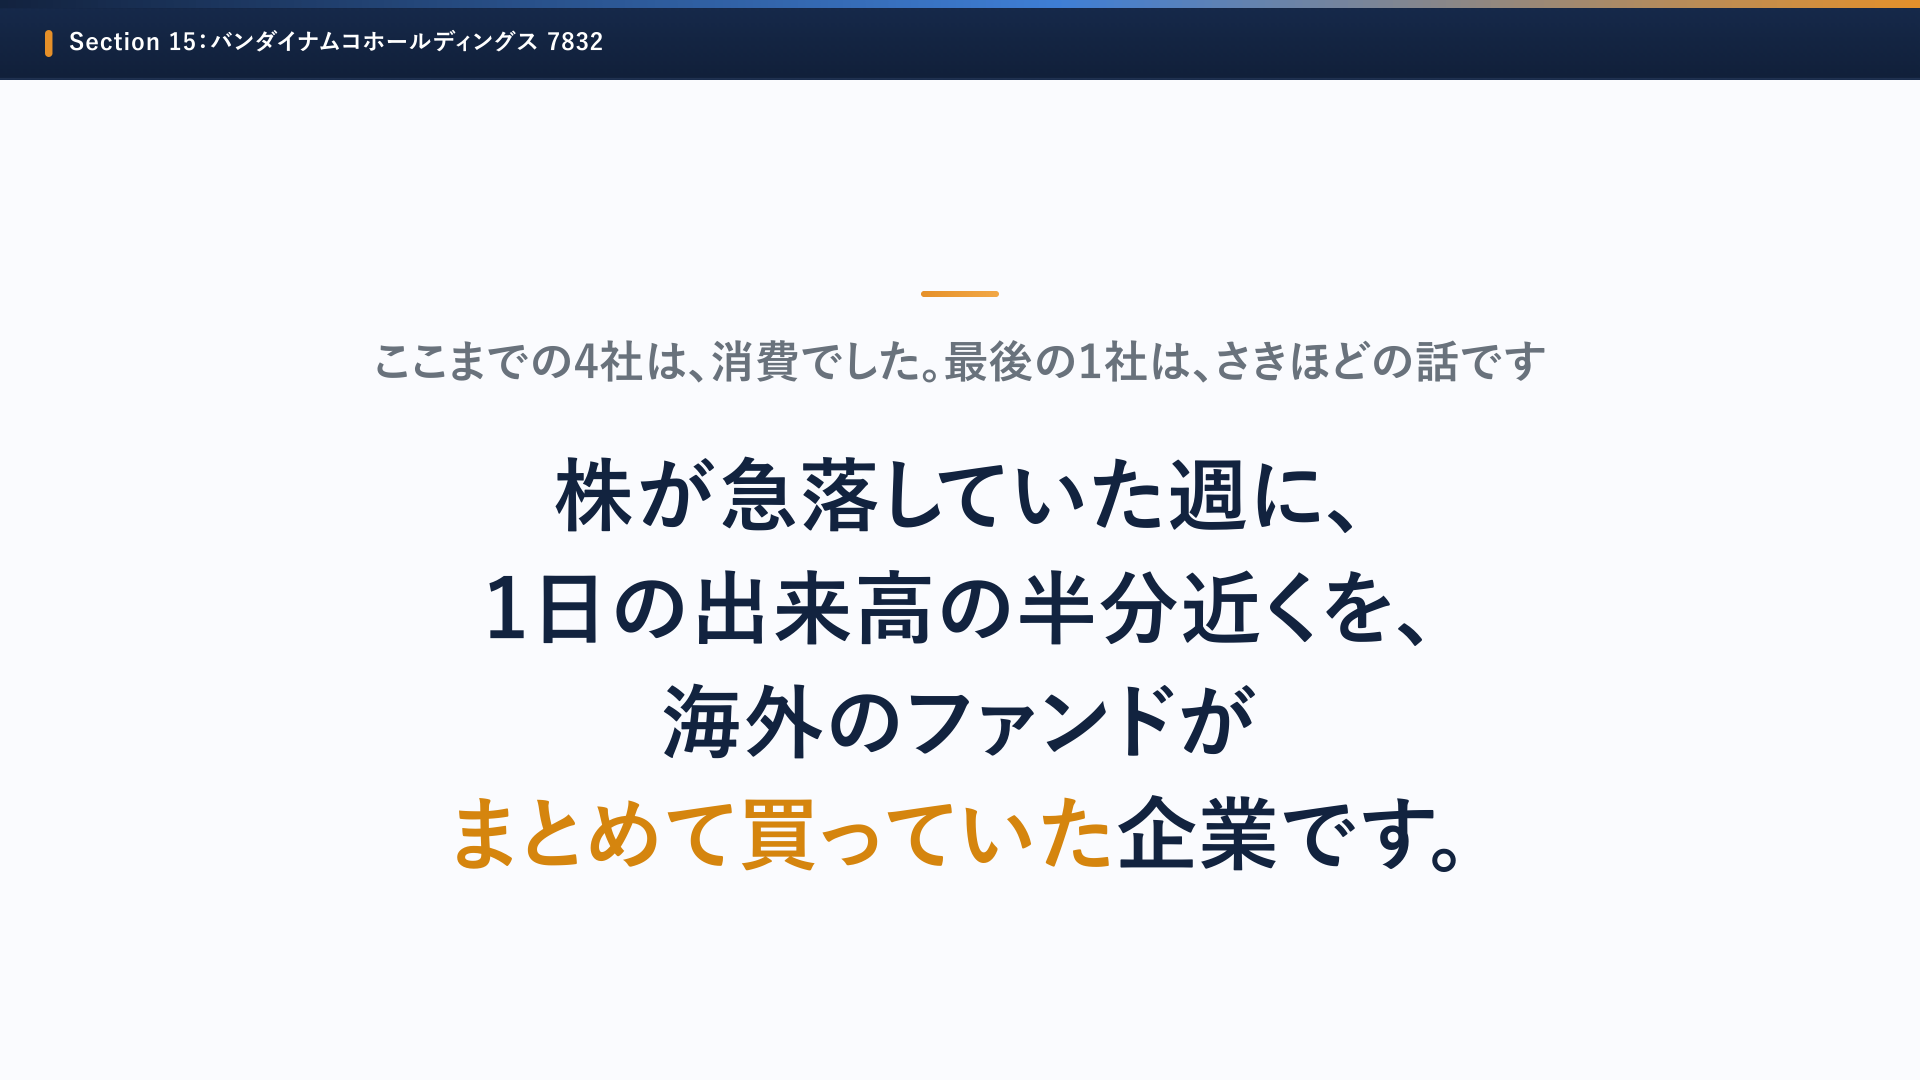 Section 15：バンダイナムコホールディングス 7832
ここまでの4社は、消費でした。最後の1社は、さきほどの話です
株が急落していた週に、
1日の出来高の半分近くを、
海外のファンドが
まとめて買っていた企業です。